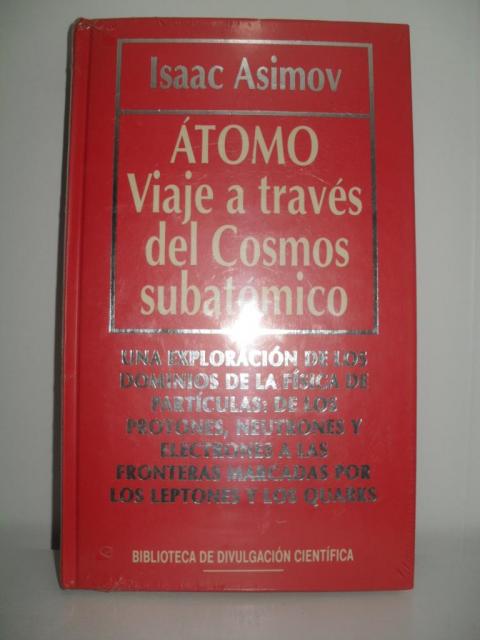 Isaac Asimov
ÁTOMO
Viaje a través
del Cosmos
subatómico
UNA EXPLORACIÓN DE LOS
DOMINIOS DE LA FÍSICA DE
PARTÍCULAS: DE LOS
PROTONES, NEUTRONES Y
ELECTRONES A LAS
FRONTERAS MARCADAS POR
LOS LEPTONES Y LOS QUARKS
BIBLIOTECA DE DIVULGACIÓN CIENTÍFICA